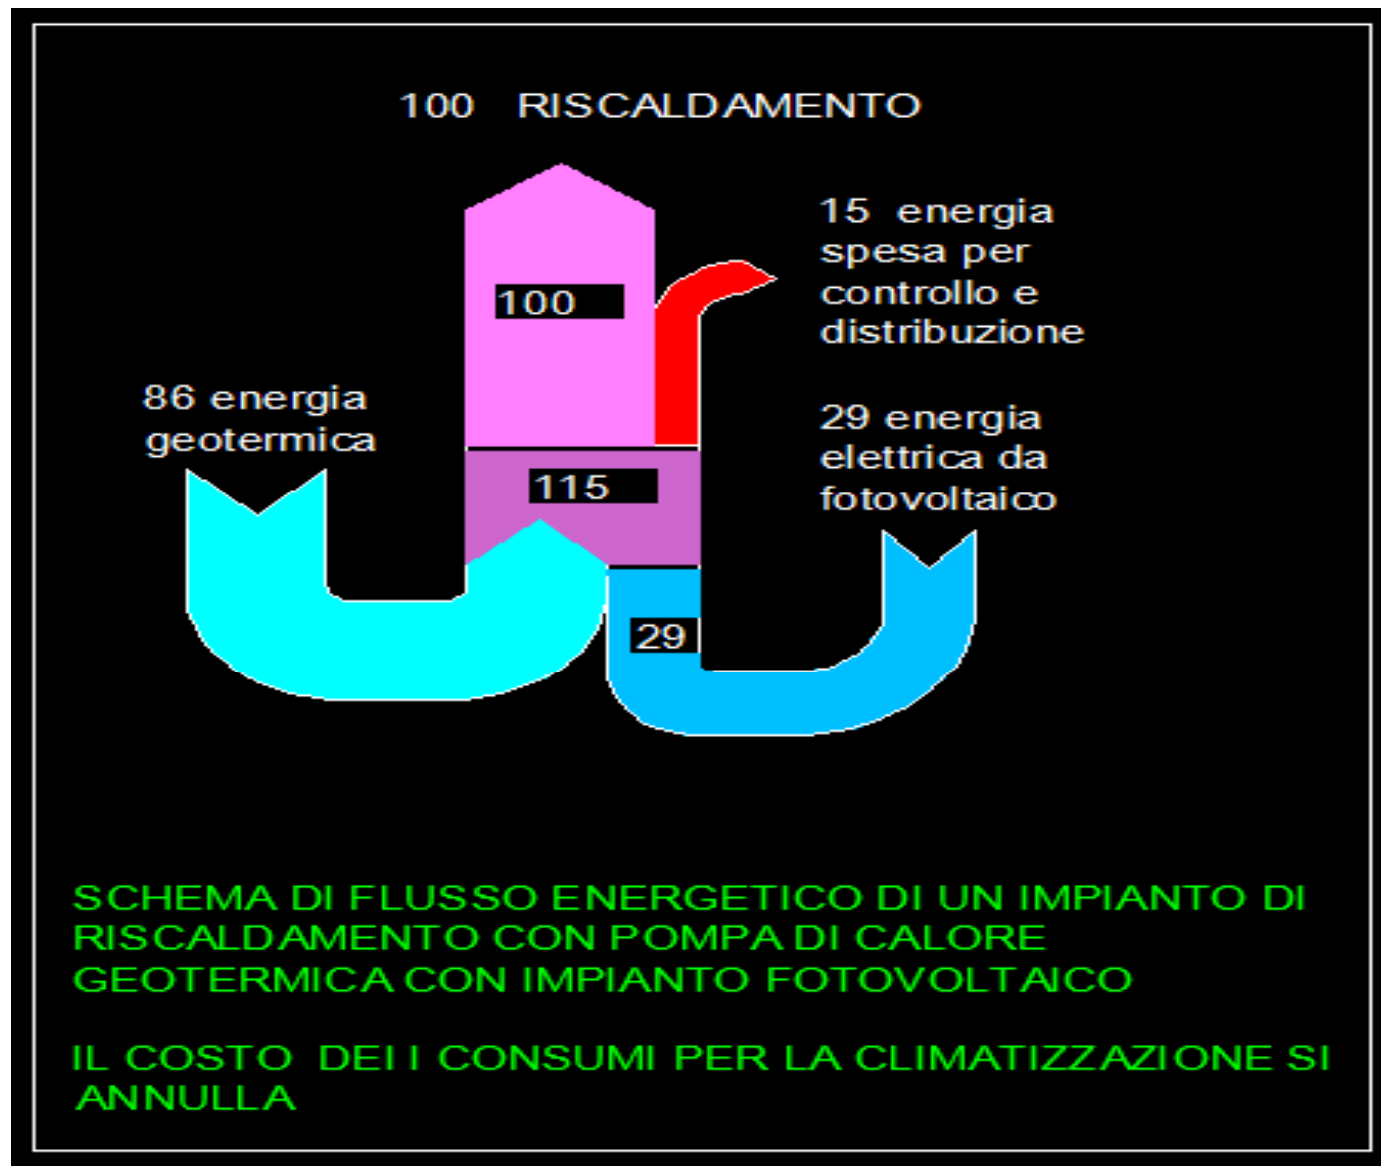 100 RISCALDAMENTO
15 energia
spesa per
controllo e
distribuzione
100
86 energia
geotermica
29 energia
elettrica da
fotovoltaico
115
29
SCHEMA DI FLUSSO ENERGETICO DI UN IMPIANTO DI
RISCALDAMENTO CON POMPA DI CALORE
GEOTERMICA CON IMPIANTO FOTOVOLTAICO
IL COSTO DEI I CONSUMI PER LA CLIMATIZZAZIONE SI
ANNULLA